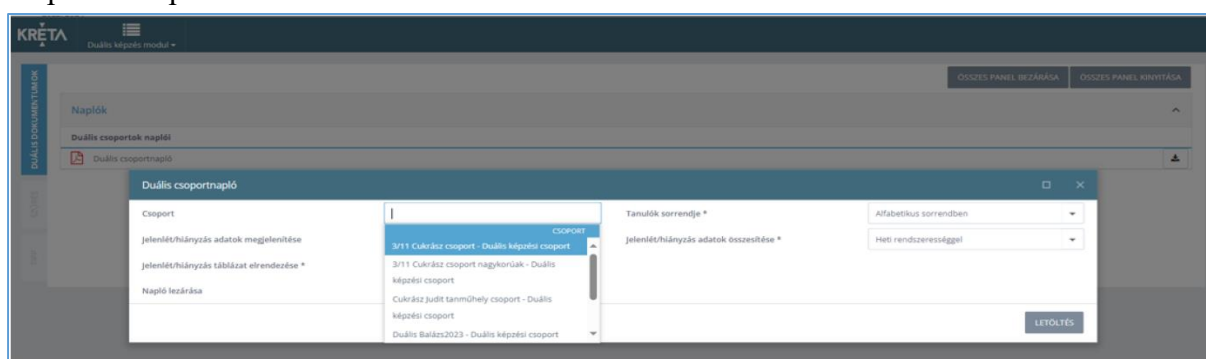 KRÉTA
Duális képzés modul
ÖSSZES PANEL BEZÁRÁSA ÖSSZES PANEL KINYITÁSA
DUÁLIS DOKUMENTUMOK
Naplók
Duális csoportok naplói
Duális csoportnapló
Duális csoportnapló
Csoport
Tanulók sorrendje * Alfabetikus sorrendben
CSOPORT
Jelenlét/hiányzás adatok megjelenítése
3/11 Cukrász csoport - Duális képzési csoport
Jelenlét/hiányzás adatok összesítése * Heti rendszerességgel
Jelenlét/hiányzás táblázat elrendezése *
3/11 Cukrász csoport nagykorúak - Duális
képzési csoport
Napló lezárása
Cukrász Judit tanműhely csoport - Duális
képzési csoport
Duális Balázs2023 - Duális képzési csoport
LETÖLTÉS